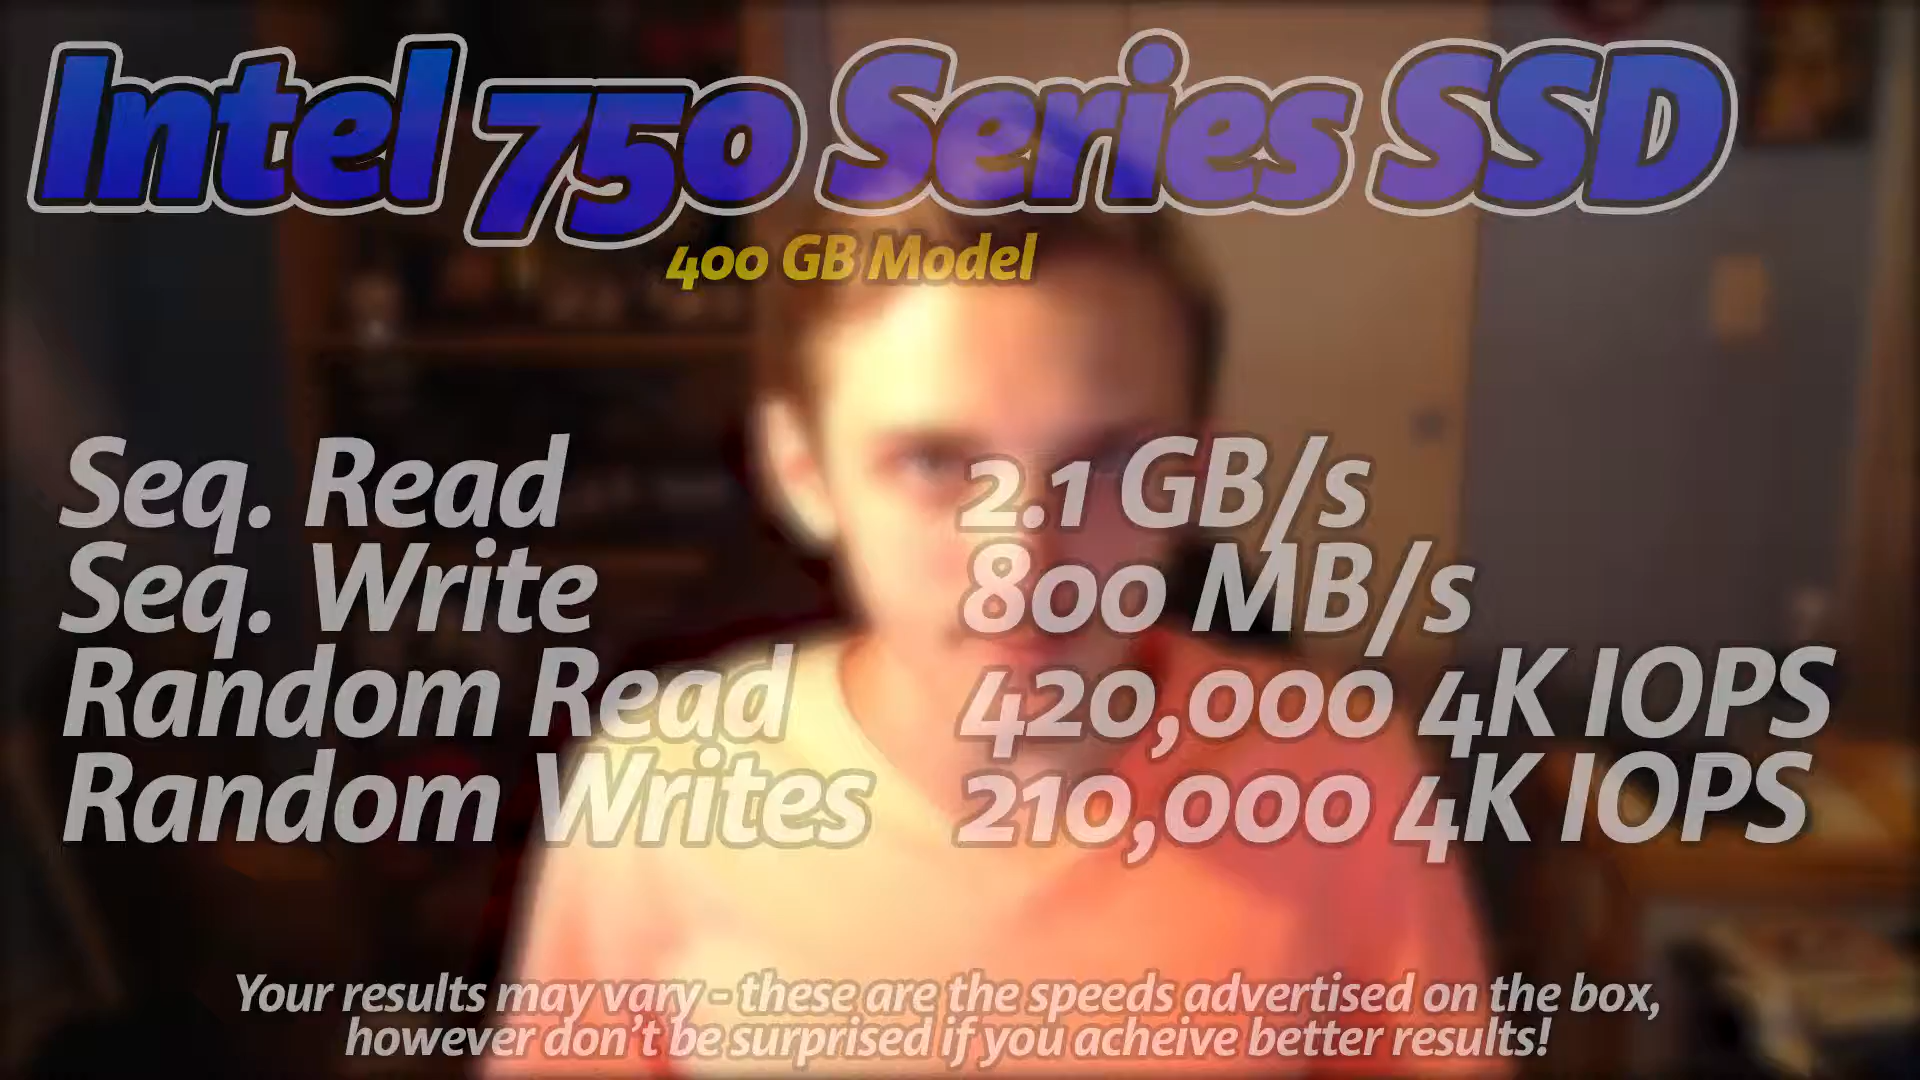 Intel 750 Series SSD
400 GB Model
Seq. Read 2.1 GB/s
Seq. Write 800 MB/s
Random Read 420,000 4K IOPS
Random Writes 210,000 4K IOPS
Your results may vary - these are the speeds advertised on the box,
however don't be surprised if you acheive better results!